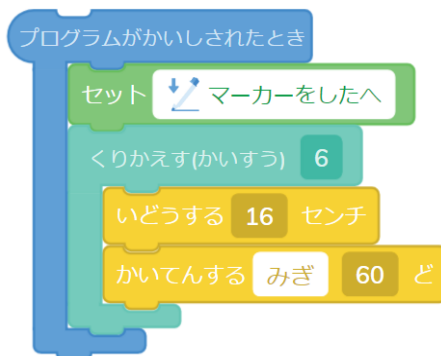 プログラムがかいしされたとき
セット マーカーをしたへ
くりかえす(かいすう) 6
いどうする 16 センチ
かいてんする みぎ 60 ど